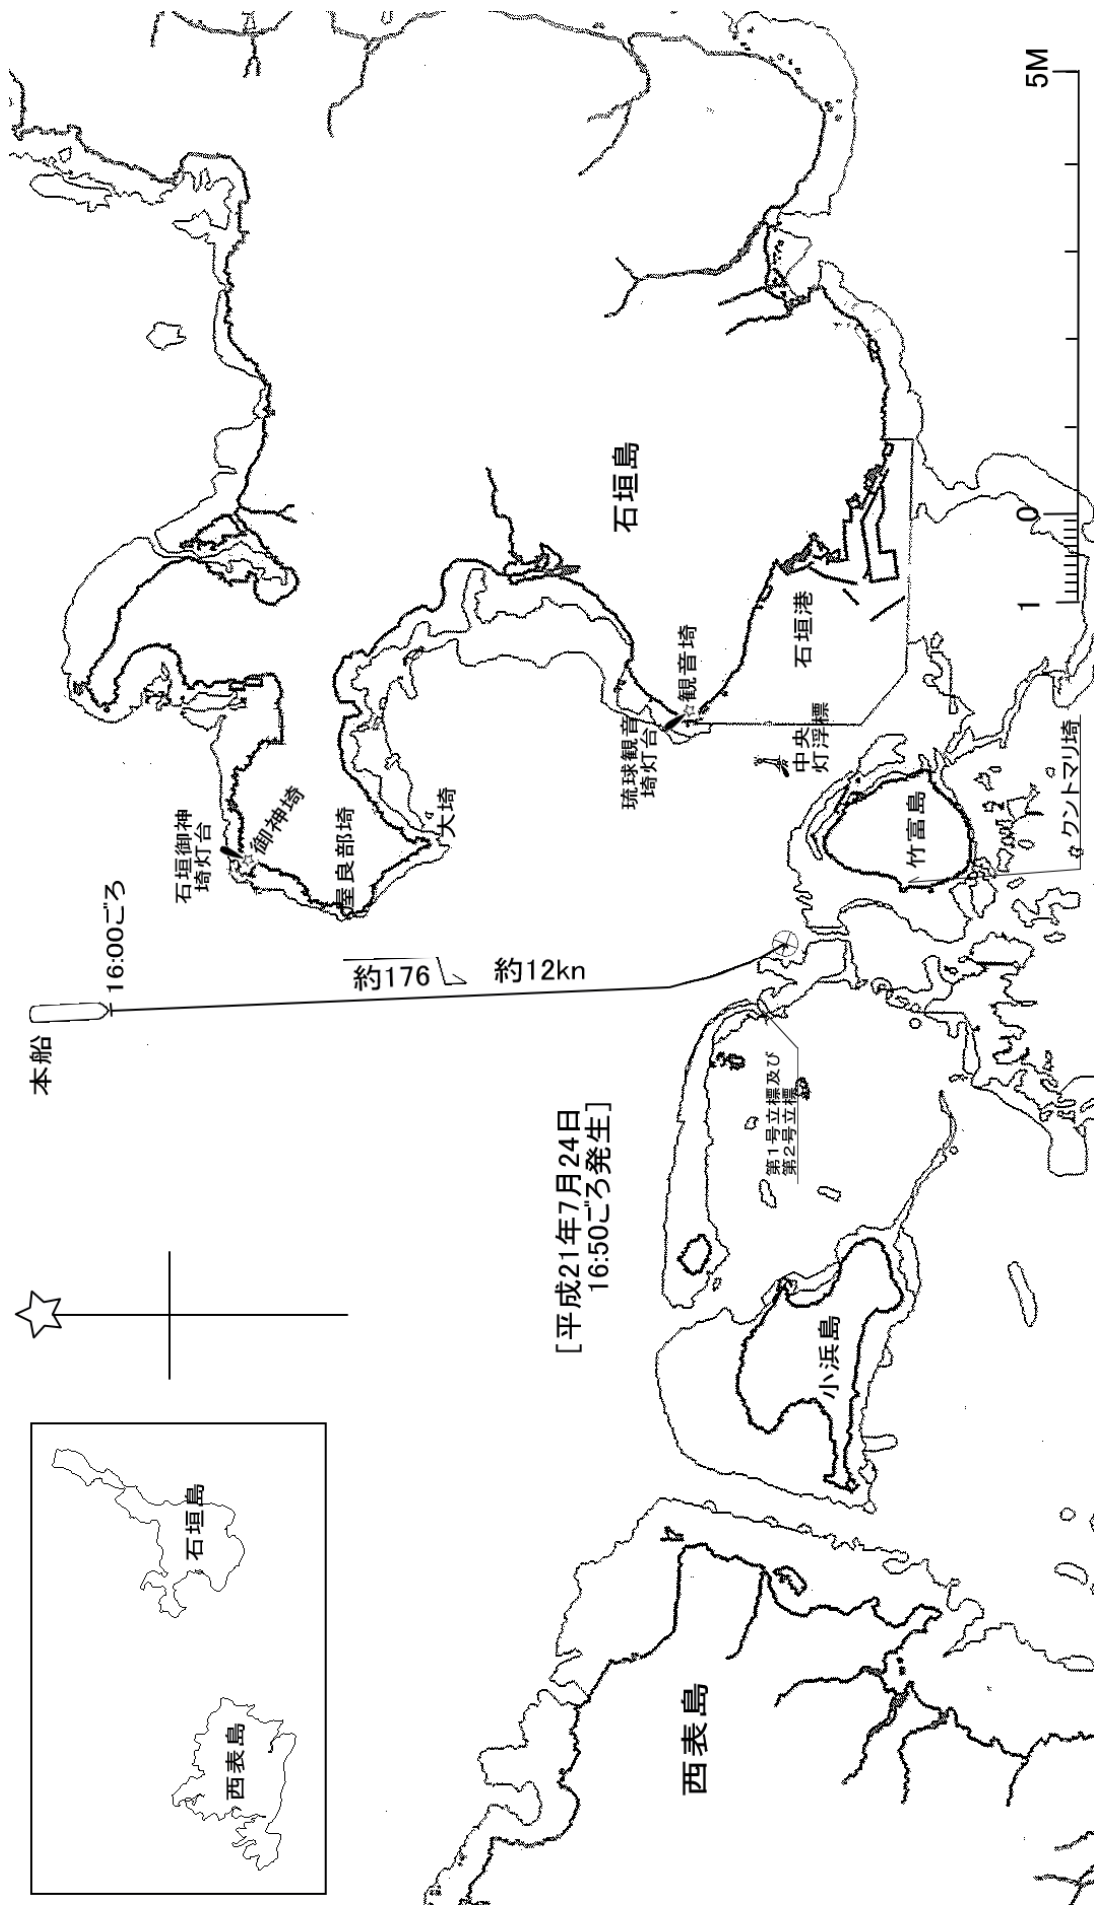 本船
16:00ごろ
約176
約12kn
石垣御神
埼灯台
御神埼
屋良部埼
大埼
石垣島
琉球観音
埼灯台
観音埼
石垣港
中央
灯浮標
竹富島
クントマリ埼
第1号立標及び
第2号立標
[平成21年7月24日
16:50ごろ発生]
小浜島
西表島
石垣島
西表島
1
0
5M